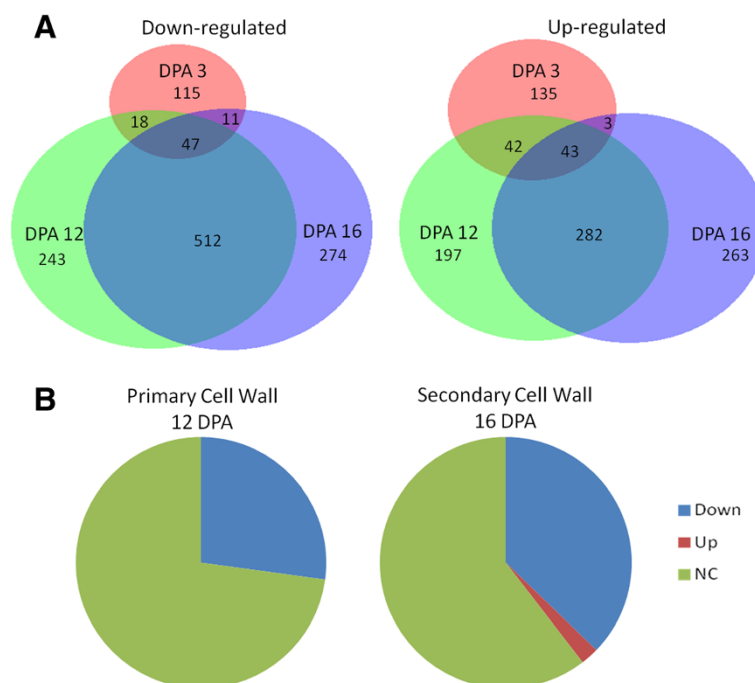 A
Down-regulated
Up-regulated
DPA 3
115
18
11
47
DPA 12
243
512
DPA 16
274
DPA 3
135
42
3
43
DPA 12
197
282
DPA 16
263
B
Primary Cell Wall
12 DPA
Secondary Cell Wall
16 DPA
Down
Up
NC